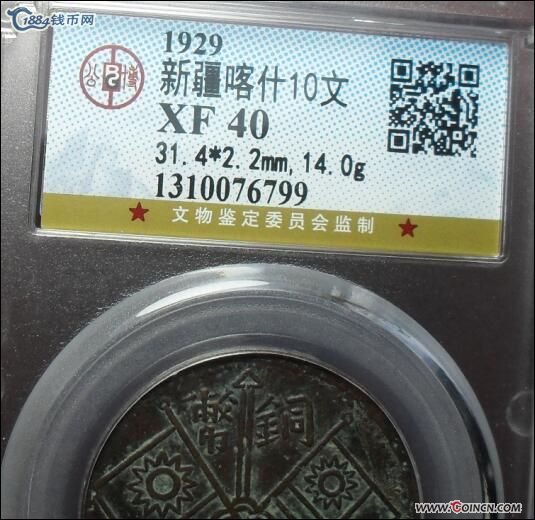 1884钱币网
1929
新疆喀什10文
XF 40
31.4*2.2mm,14.0g
1310076799
公 博
文物鉴定委员会监制
幣 銅
www.COINCN.com